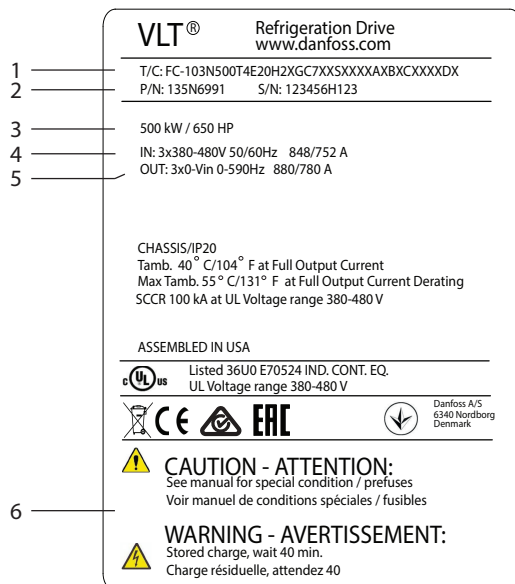 VLT®
Refrigeration Drive
www.danfoss.com
1
T/C: FC-103N500T4E20H2XGC7XXSXXXXAXBXCXXXXDX
2
P/N: 135N6991 S/N: 123456H123
3
500 kW / 650 HP
4
IN: 3x380-480V 50/60Hz 848/752 A
5
OUT: 3x0-Vin 0-590Hz 880/780 A
CHASSIS/IP20
Tamb. 40° C/104° F at Full Output Current
Max Tamb. 55° C/131° F at Full Output Current Derating
SCCR 100 kA at UL Voltage range 380-480 V
ASSEMBLED IN USA
c UL us
Listed 36U0 E70524 IND. CONT. EQ.
UL Voltage range 380-480 V
CE
EAC
Danfoss A/S
6340 Nordborg
Denmark
CAUTION - ATTENTION:
See manual for special condition / prefuses
Voir manuel de conditions spéciales / fusibles
6
WARNING - AVERTISSEMENT:
Stored charge, wait 40 min.
Charge résiduelle, attendez 40